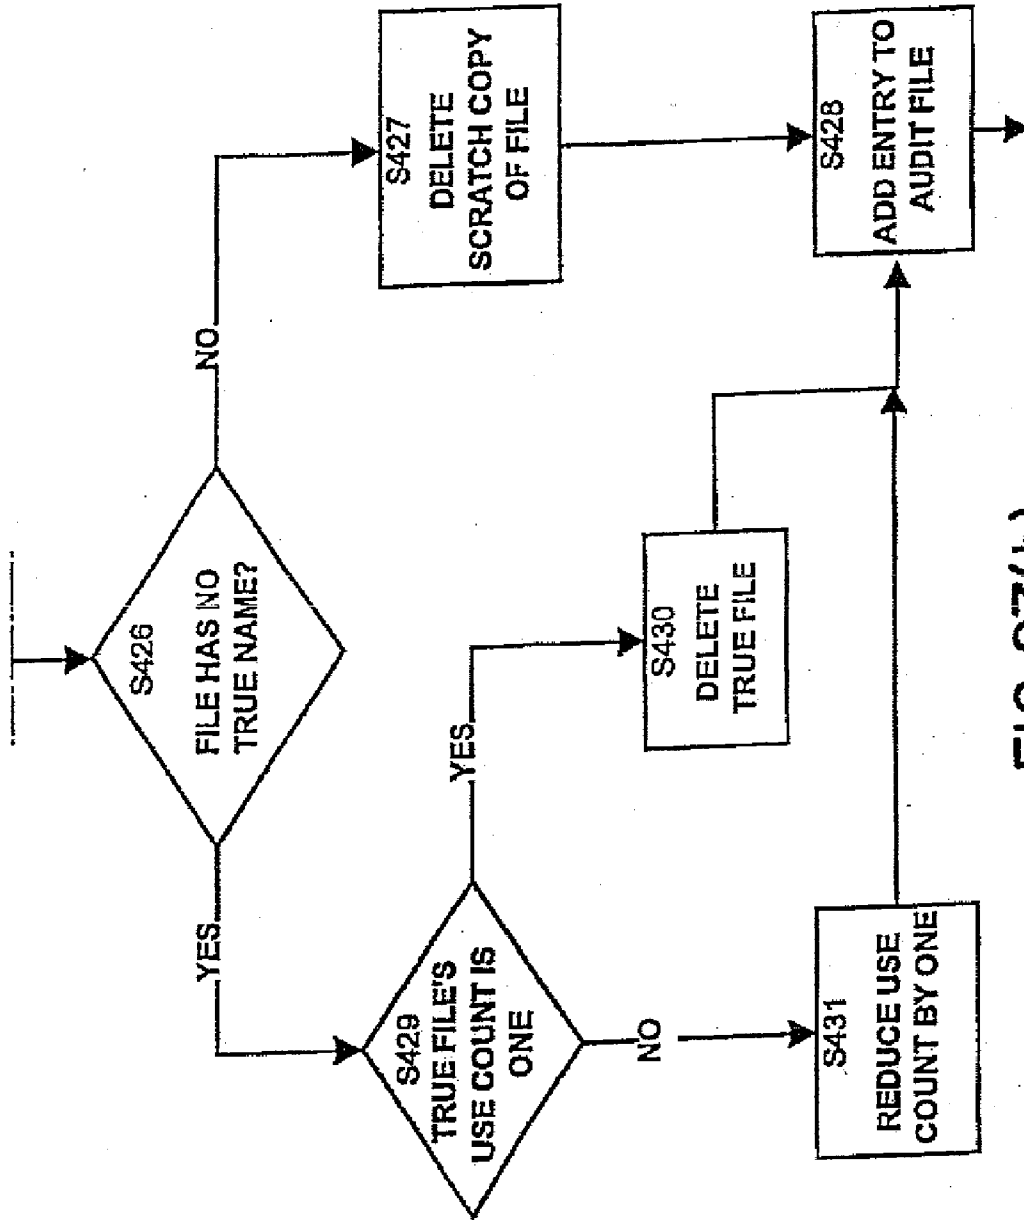 S426
FILE HAS NO
TRUE NAME?
YES
NO
S429
TRUE FILE'S
USE COUNT IS
ONE
YES
NO
S427
DELETE
SCRATCH COPY
OF FILE
S430
DELETE
TRUE FILE
S431
REDUCE USE
COUNT BY ONE
S428
ADD ENTRY TO
AUDIT FILE